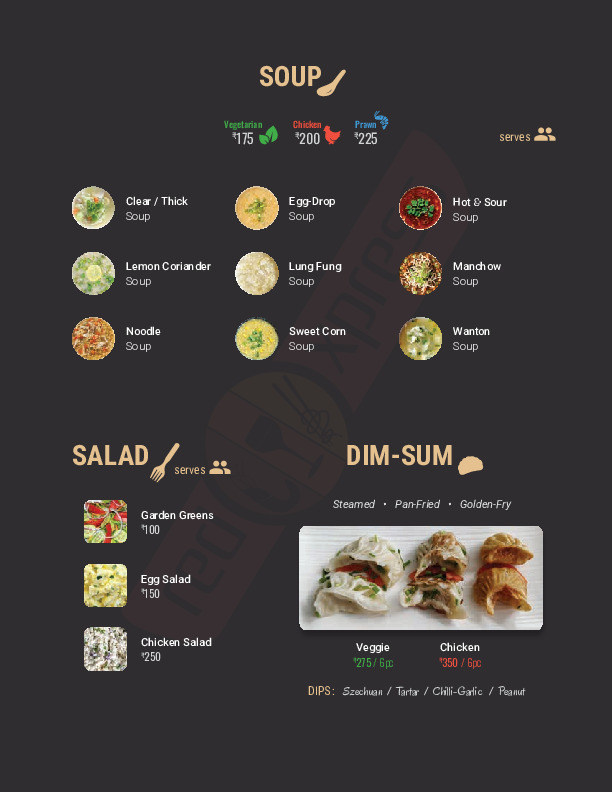 SOUP
Vegetarian Chicken Prawn
₹175 ₹200 ₹225
serves
Clear / Thick
Soup
Egg-Drop
Soup
Hot & Sour
Soup
Lemon Coriander
Soup
Lung Fung
Soup
Manchow
Soup
Noodle
Soup
Sweet Corn
Soup
Wanton
Soup
SALAD serves
Garden Greens
₹100
Egg Salad
₹150
Chicken Salad
₹250
DIM-SUM
Steamed • Pan-Fried • Golden-Fry
Veggie
₹275 / 6pc
Chicken
₹350 / 6pc
DIPS: Szechuan / Tartar / Chilli-Garlic / Peanut